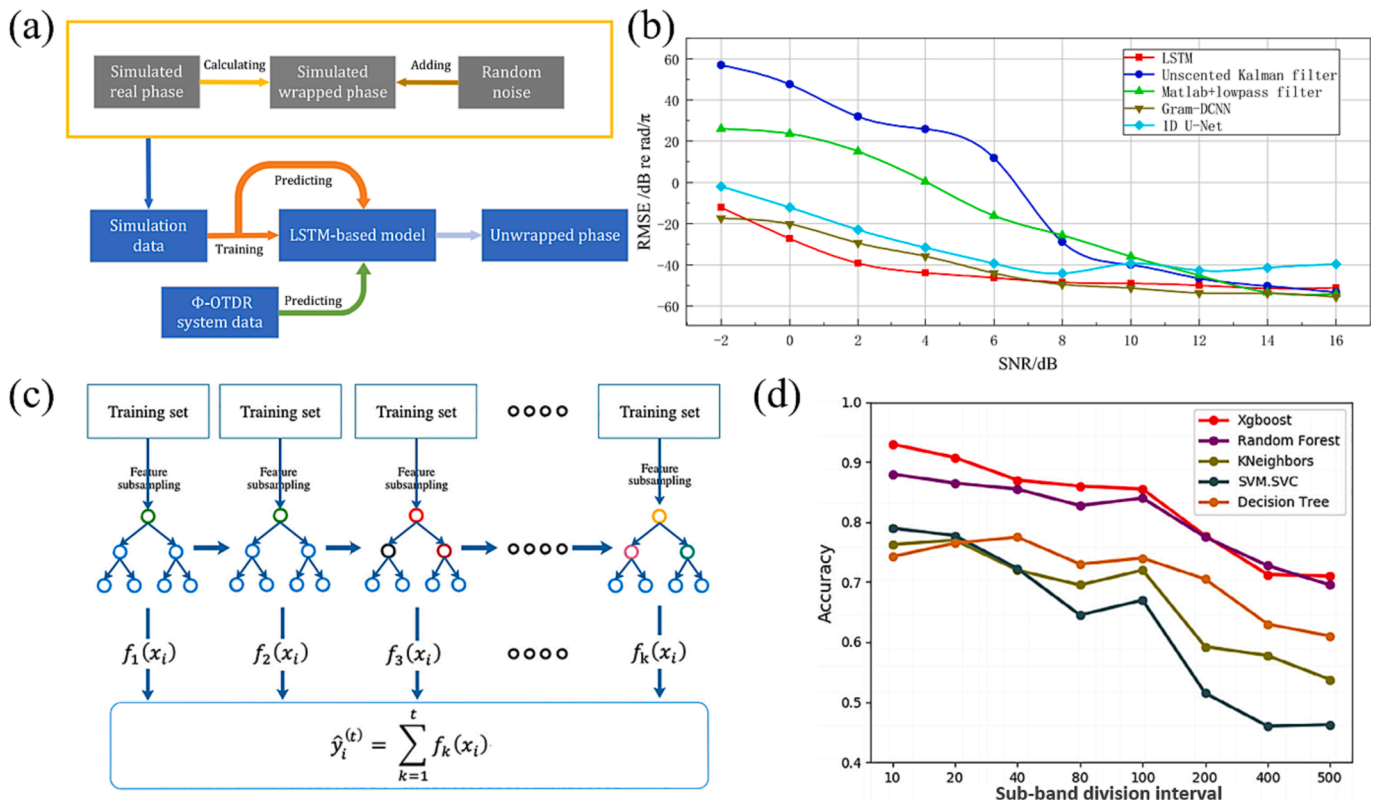 (a)
Simulated
real phase
Calculating
Simulated
wrapped phase
Adding
Random
noise
Predicting
Simulation
data
Training
LSTM-based model
Unwrapped phase
Φ-OTDR
system data
Predicting
(b)
RMSE /dB re rad/π
60
40
20
0
−20
−40
−60
LSTM
Unscented Kalman filter
Matlab+lowpass filter
Gram-DCNN
1D U-Net
−2 0 2 4 6 8 10 12 14 16
SNR/dB
(c)
Training set Training set Training set Training set
Feature Feature Feature Feature
subsampling subsampling subsampling subsampling
f₁(xᵢ) f₂(xᵢ) f₃(xᵢ) fₖ(xᵢ)
ŷᵢ⁽ᵗ⁾ = ∑ₖ₌₁ᵗ fₖ(xᵢ)
(d)
Accuracy
1.0
0.9
0.8
0.7
0.6
0.5
0.4
Xgboost
Random Forest
KNeighbors
SVM.SVC
Decision Tree
10 20 40 80 100 200 400 500
Sub-band division interval